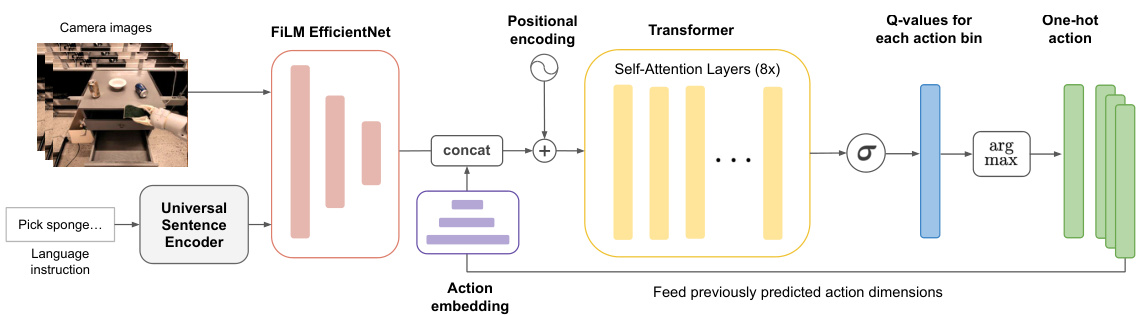 Camera images
FiLM EfficientNet
Positional
encoding
Transformer
Q-values for
each action bin
One-hot
action
Self-Attention Layers (8x)
concat
+
...
σ
arg
max
Pick sponge...
Universal
Sentence
Encoder
Language
instruction
Action
embedding
Feed previously predicted action dimensions